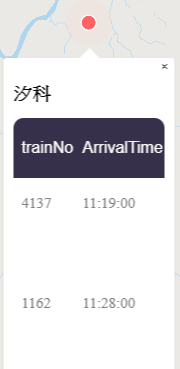 ×
汐科
trainNo ArrivalTime
4137 11:19:00
1162 11:28:00